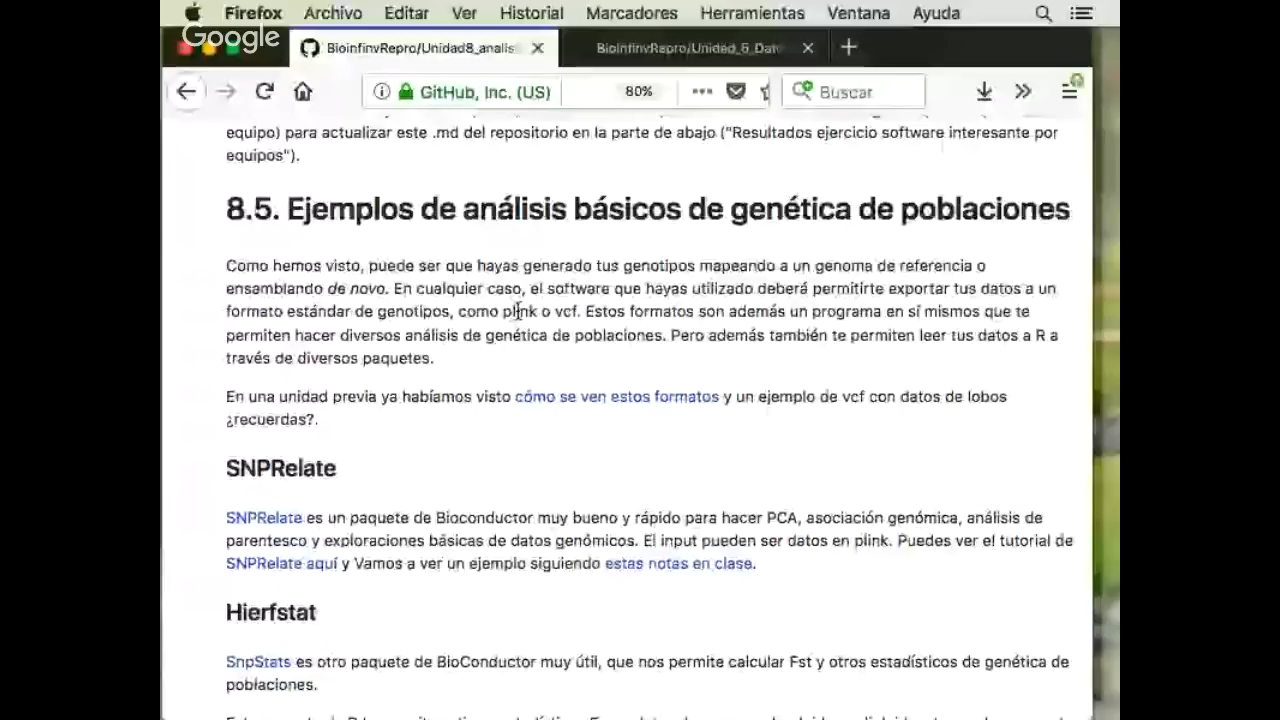 Firefox Archivo Editar Ver Historial Marcadores Herramientas Ventana Ayuda
Google
BioinfinvRepro/Unidad8_analis
BioinfinvRepro/Unidad_5_Dat
GitHub, Inc. (US)
80%
Buscar
equipo) para actualizar este .md del repositorio en la parte de abajo ("Resultados ejercicio software interesante por
equipos").
8.5. Ejemplos de análisis básicos de genética de poblaciones
Como hemos visto, puede ser que hayas generado tus genotipos mapeando a un genoma de referencia o
ensamblando de novo. En cualquier caso, el software que hayas utilizado deberá permitirte exportar tus datos a un
formato estándar de genotipos, como plink o vcf. Estos formatos son además un programa en sí mismos que te
permiten hacer diversos análisis de genética de poblaciones. Pero además también te permiten leer tus datos a R a
través de diversos paquetes.
En una unidad previa ya habíamos visto cómo se ven estos formatos y un ejemplo de vcf con datos de lobos
¿recuerdas?.
SNPRelate
SNPRelate es un paquete de Bioconductor muy bueno y rápido para hacer PCA, asociación genómica, análisis de
parentesco y exploraciones básicas de datos genómicos. El input pueden ser datos en plink. Puedes ver el tutorial de
SNPRelate aquí y Vamos a ver un ejemplo siguiendo estas notas en clase.
Hierfstat
SnpStats es otro paquete de BioConductor muy útil, que nos permite calcular Fst y otros estadísticos de genética de
poblaciones.